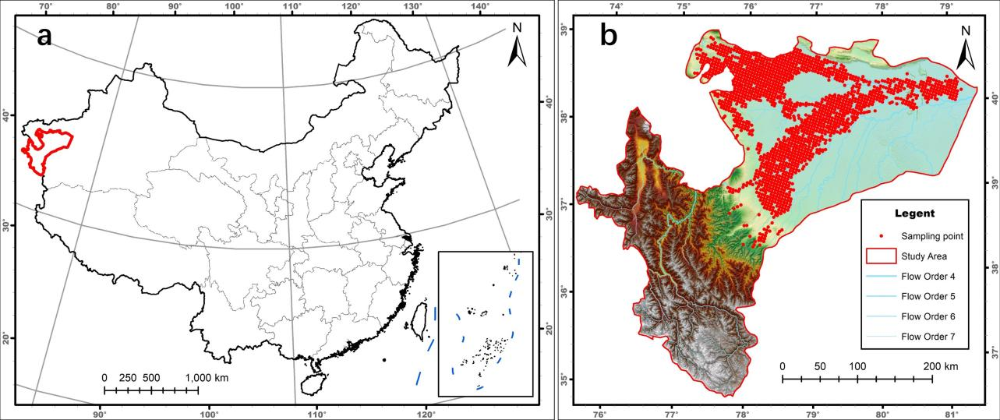 70° 80° 90° 100° 110° 120° 130° 140°
a
N
40°
30°
20°
40°
30°
20°
0 250 500 1,000 km
90° 100° 110° 120°
74° 75° 76° 77° 78° 79°
b
N
39°
38°
37°
36°
35°
40°
39°
38°
37°
Legent
Sampling point
Study Area
Flow Order 4
Flow Order 5
Flow Order 6
Flow Order 7
0 50 100 200 km
76° 77° 78° 79° 80° 81°